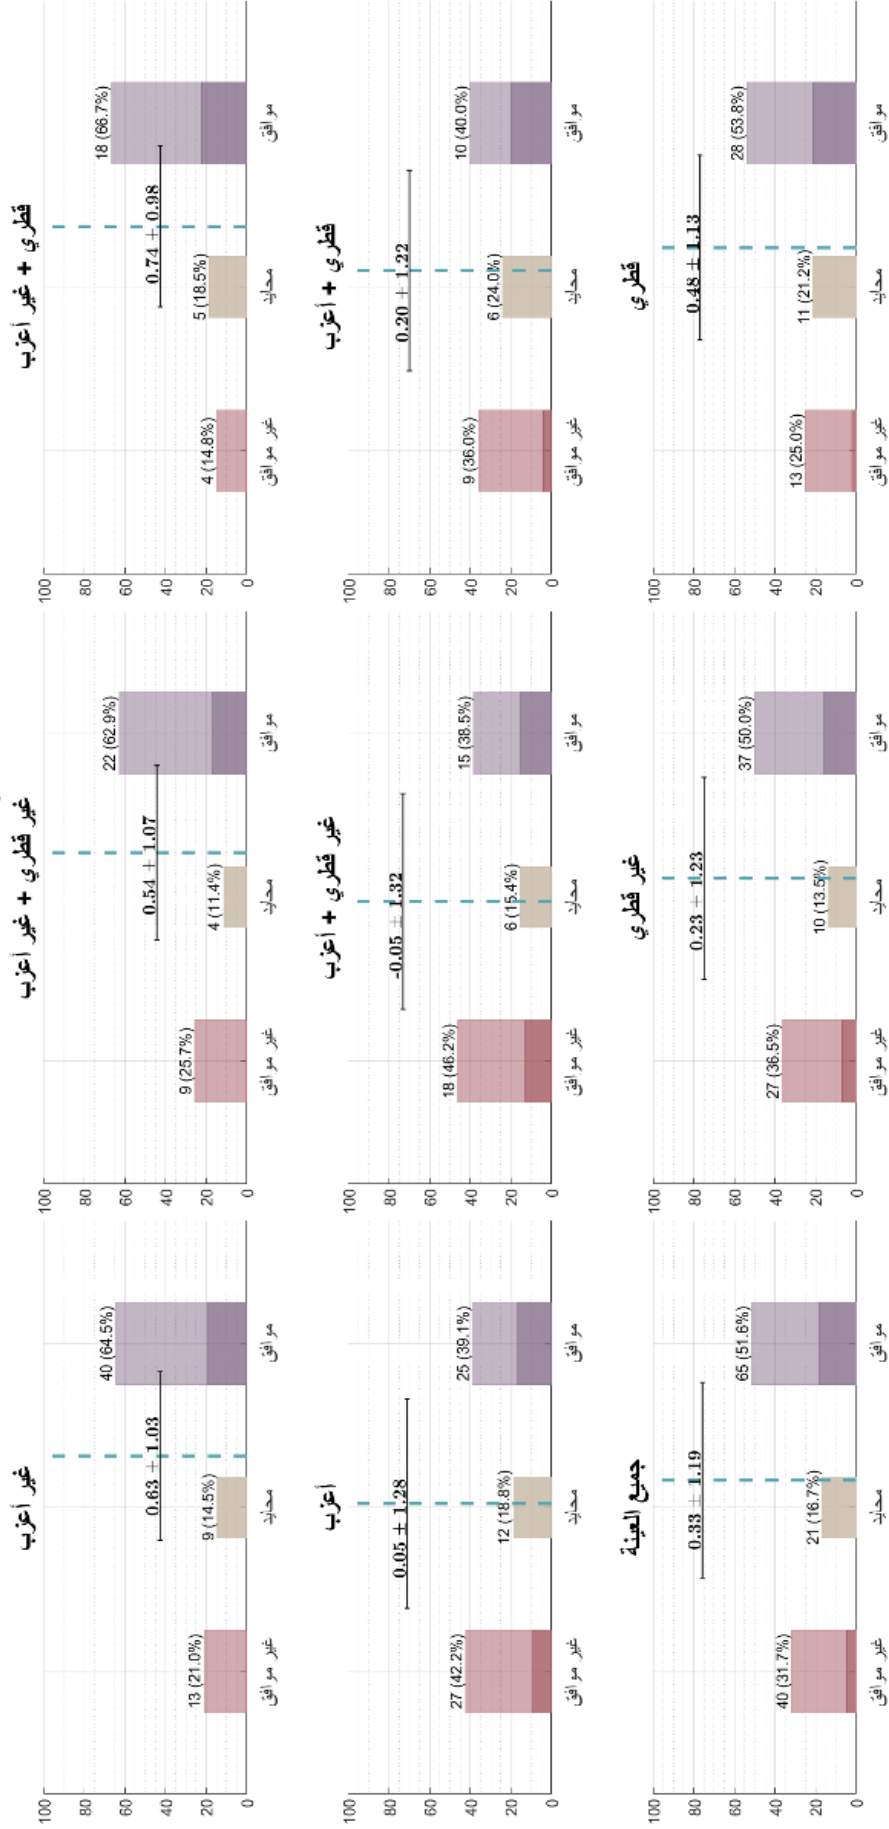 غير أعزب
100
80
60
40
20
0
13 (21.0%)
9 (14.5%)
40 (64.5%)
0.63 ± 1.03
غير موافق
محايد
موافق
غير قطري + غير أعزب
100
80
60
40
20
0
9 (25.7%)
4 (11.4%)
22 (62.9%)
0.54 ± 1.07
غير موافق
محايد
موافق
قطري + غير أعزب
100
80
60
40
20
0
4 (14.8%)
5 (18.5%)
18 (66.7%)
0.74 ± 0.98
غير موافق
محايد
موافق
أعزب
100
80
60
40
20
0
27 (42.2%)
12 (18.8%)
25 (39.1%)
0.05 ± 1.28
غير موافق
محايد
موافق
غير قطري + أعزب
100
80
60
40
20
0
18 (46.2%)
6 (15.4%)
15 (38.5%)
-0.05 ± 1.32
غير موافق
محايد
موافق
قطري + أعزب
100
80
60
40
20
0
9 (36.0%)
6 (24.0%)
10 (40.0%)
0.20 ± 1.22
غير موافق
محايد
موافق
جميع العينة
100
80
60
40
20
0
40 (31.7%)
21 (16.7%)
65 (51.6%)
0.33 ± 1.19
غير موافق
محايد
موافق
غير قطري
100
80
60
40
20
0
27 (36.5%)
10 (13.5%)
37 (50.0%)
0.23 ± 1.23
غير موافق
محايد
موافق
قطري
100
80
60
40
20
0
13 (25.0%)
11 (21.2%)
28 (53.8%)
0.48 ± 1.13
غير موافق
محايد
موافق